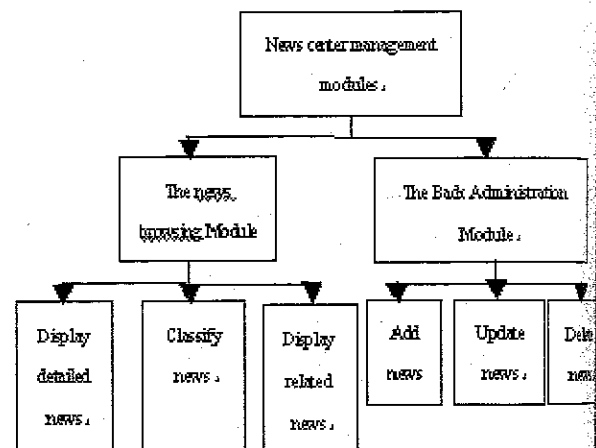 News center management
modules
The news
browsing Module
The Back Administration
Module
Display
detailed
news
Classify
news
Display
related
news
Add
news
Update
news